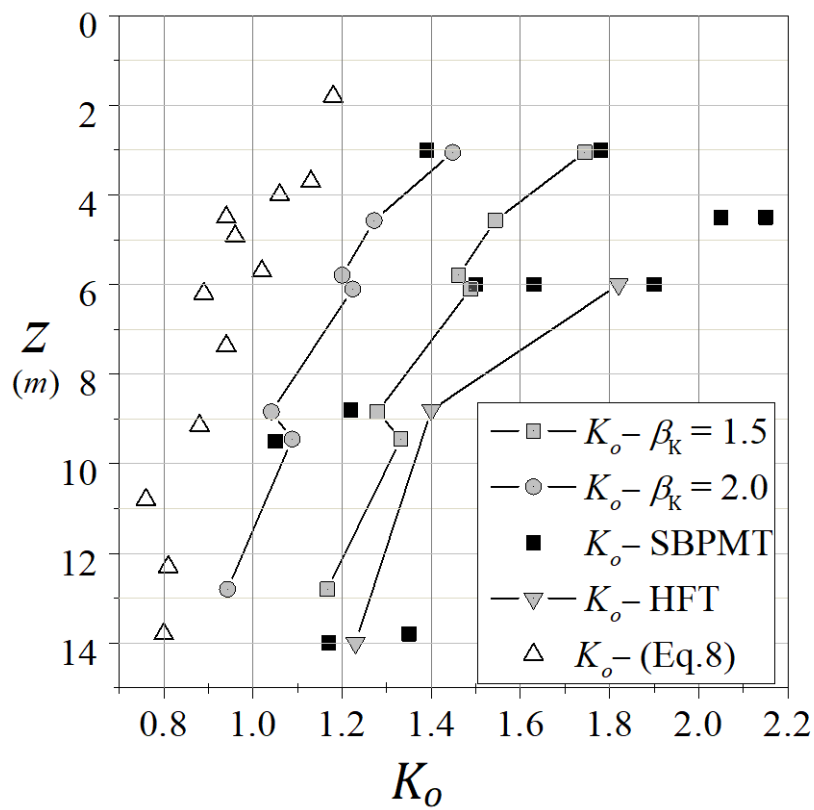 0
2
4
6
8
10
12
14
z
(m)
0.8 1.0 1.2 1.4 1.6 1.8 2.0 2.2
Ko
Ko– βK = 1.5
Ko– βK = 2.0
Ko– SBPMT
Ko– HFT
Ko– (Eq.8)